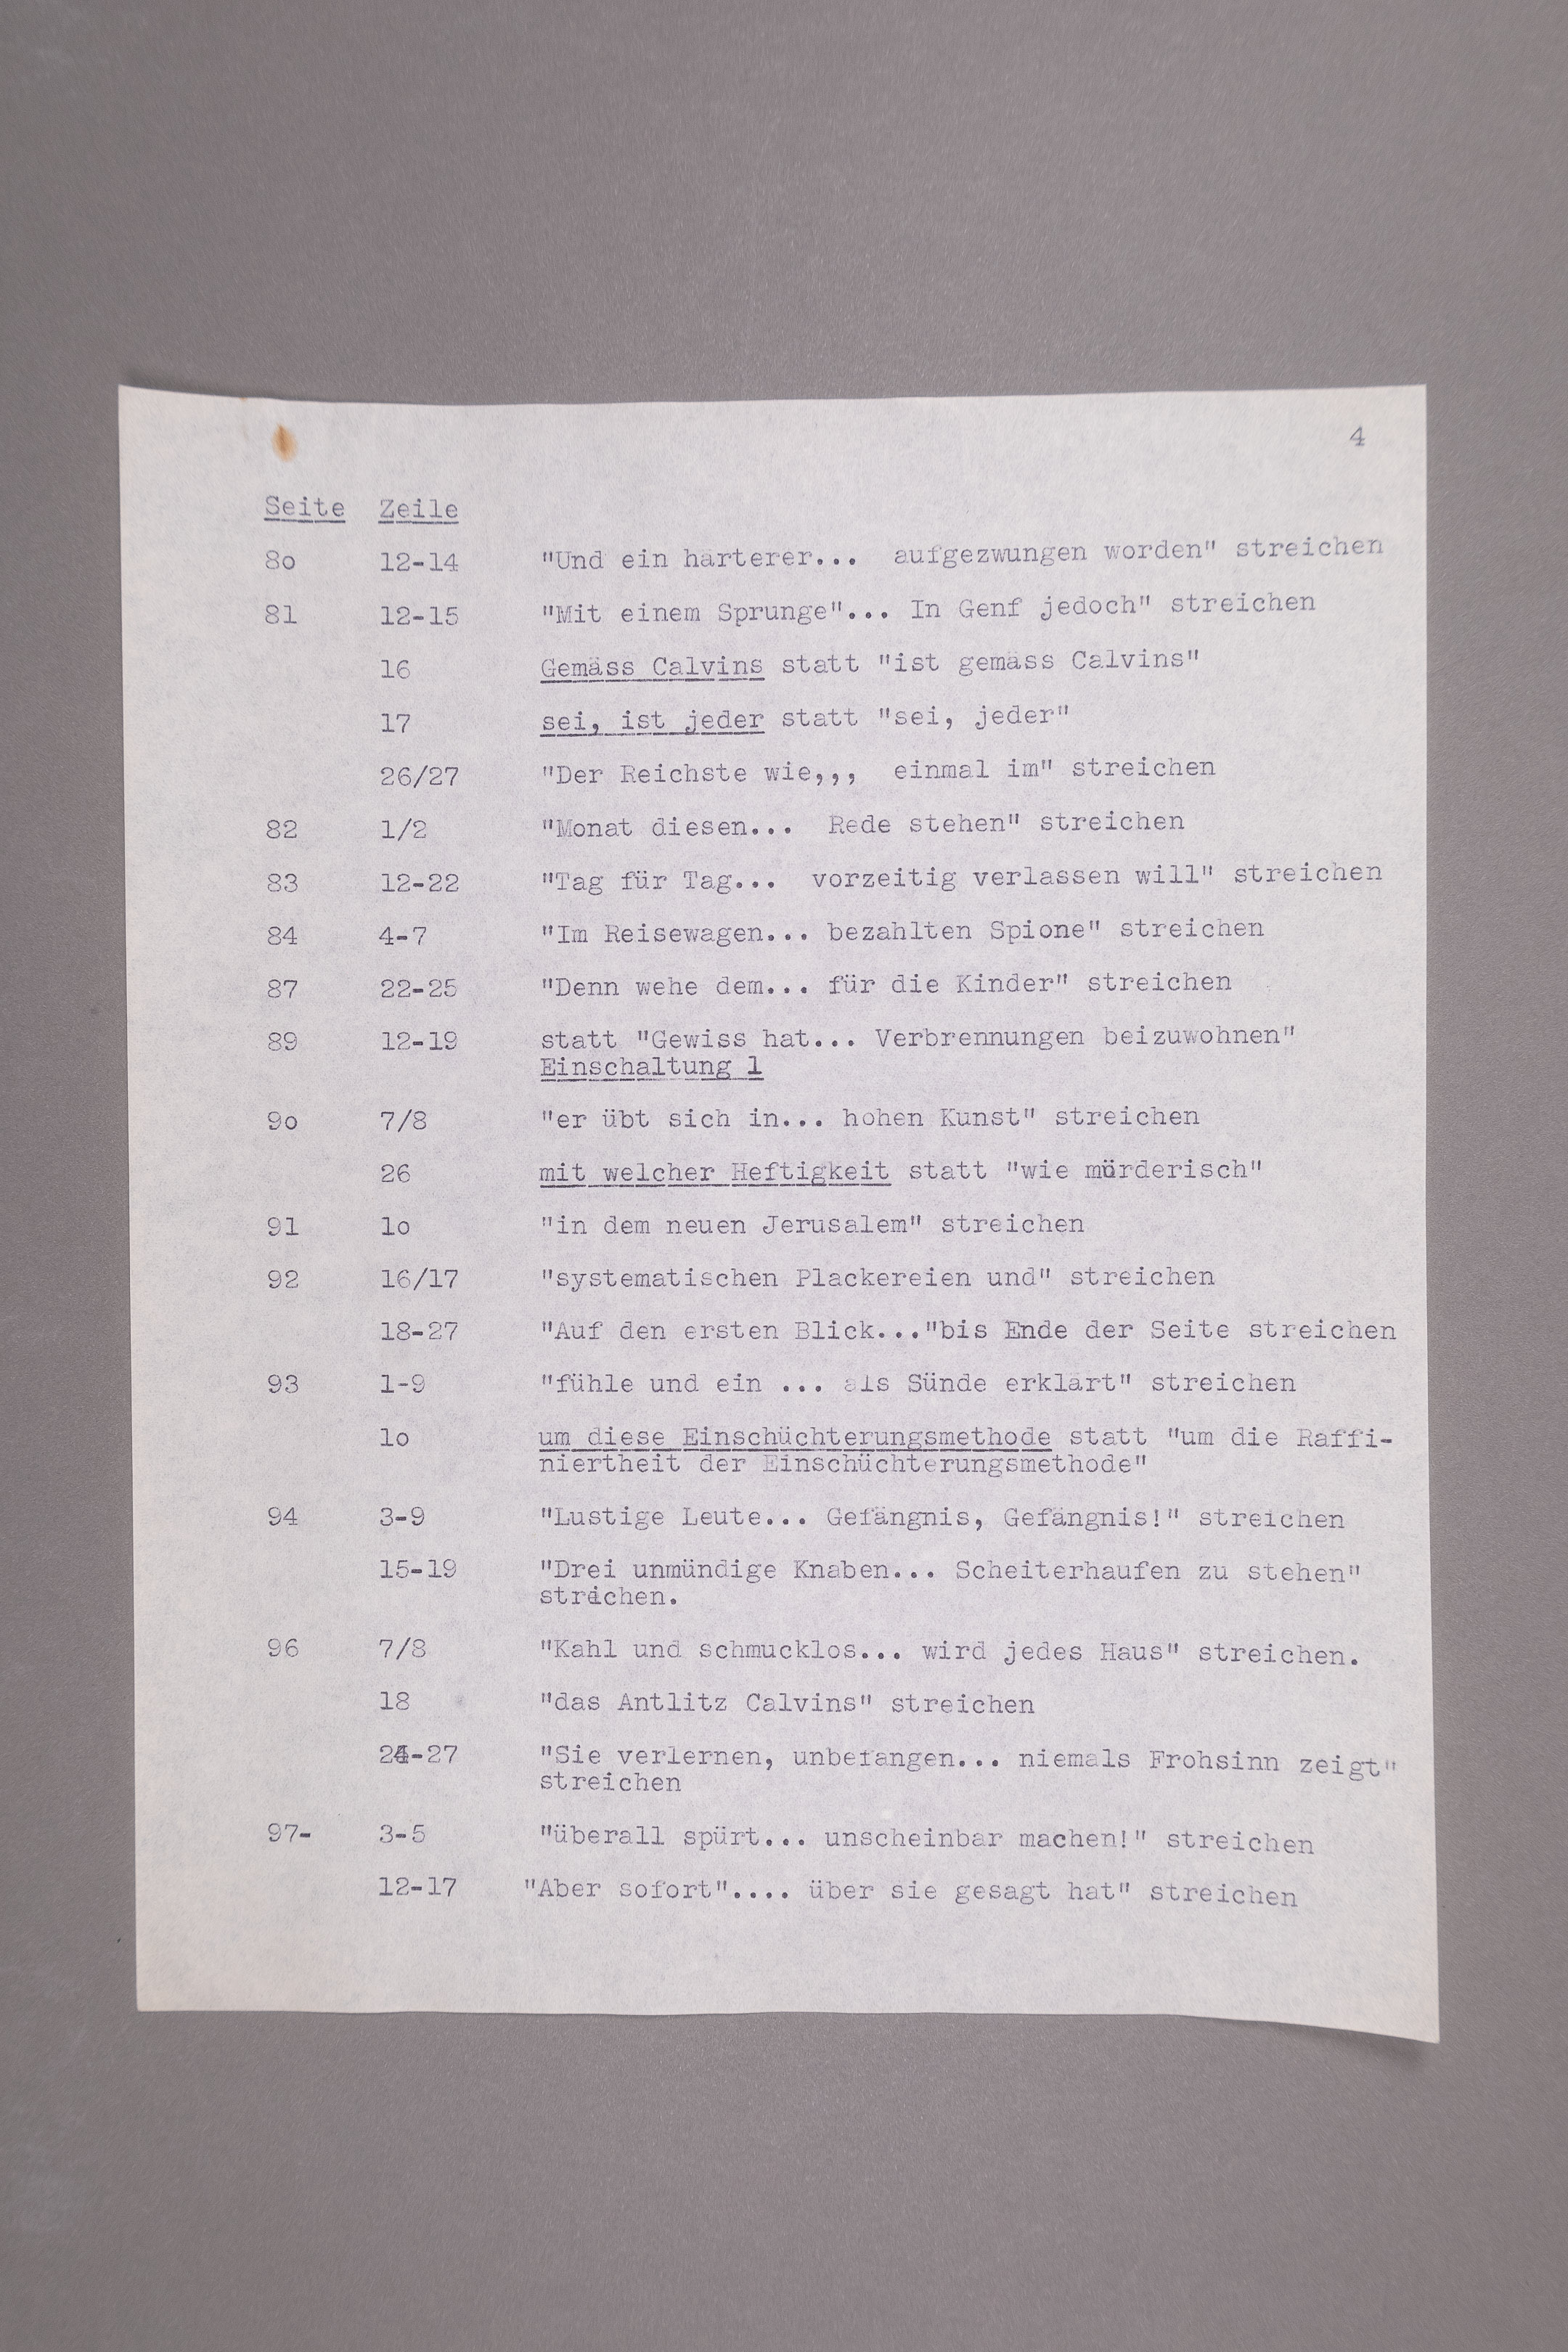 4
Seite Zeile
8o 12-14 "Und ein härterer... aufgezwungen worden" streichen
81 12-15 "Mit einem Sprunge"... In Genf jedoch" streichen
16 Gemäss Calvins statt "ist gemäss Calvins"
17 sei, ist jeder statt "sei, jeder"
26/27 "Der Reichste wie,,, einmal im" streichen
82 1/2 "Monat diesen... Rede stehen" streichen
83 12-22 "Tag für Tag... vorzeitig verlassen will" streichen
84 4-7 "Im Reisewagen... bezahlten Spione" streichen
87 22-25 "Denn wehe dem... für die Kinder" streichen
89 12-19 statt "Gewiss hat... Verbrennungen beizuwohnen"
Einschaltung 1
9o 7/8 "er übt sich in... hohen Kunst" streichen
26 mit welcher Heftigkeit statt "wie mörderisch"
91 1o "in dem neuen Jerusalem" streichen
92 16/17 "systematischen Plackereien und" streichen
18-27 "Auf den ersten Blick..."bis Ende der Seite streichen
93 1-9 "fühle und ein ... als Sünde erklärt" streichen
1o um diese Einschüchterungsmethode statt "um die Raffi-
niertheit der Einschüchterungsmethode"
94 3-9 "Lustige Leute... Gefängnis, Gefängnis!" streichen
15-19 "Drei unmündige Knaben... Scheiterhaufen zu stehen"
strichen.
96 7/8 "Kahl und schmucklos... wird jedes Haus" streichen.
18 "das Antlitz Calvins" streichen
24-27 "Sie verlernen, unbefangen... niemals Frohsinn zeigt"
streichen
97- 3-5 "überall spürt... unscheinbar machen!" streichen
12-17 "Aber sofort".... über sie gesagt hat" streichen